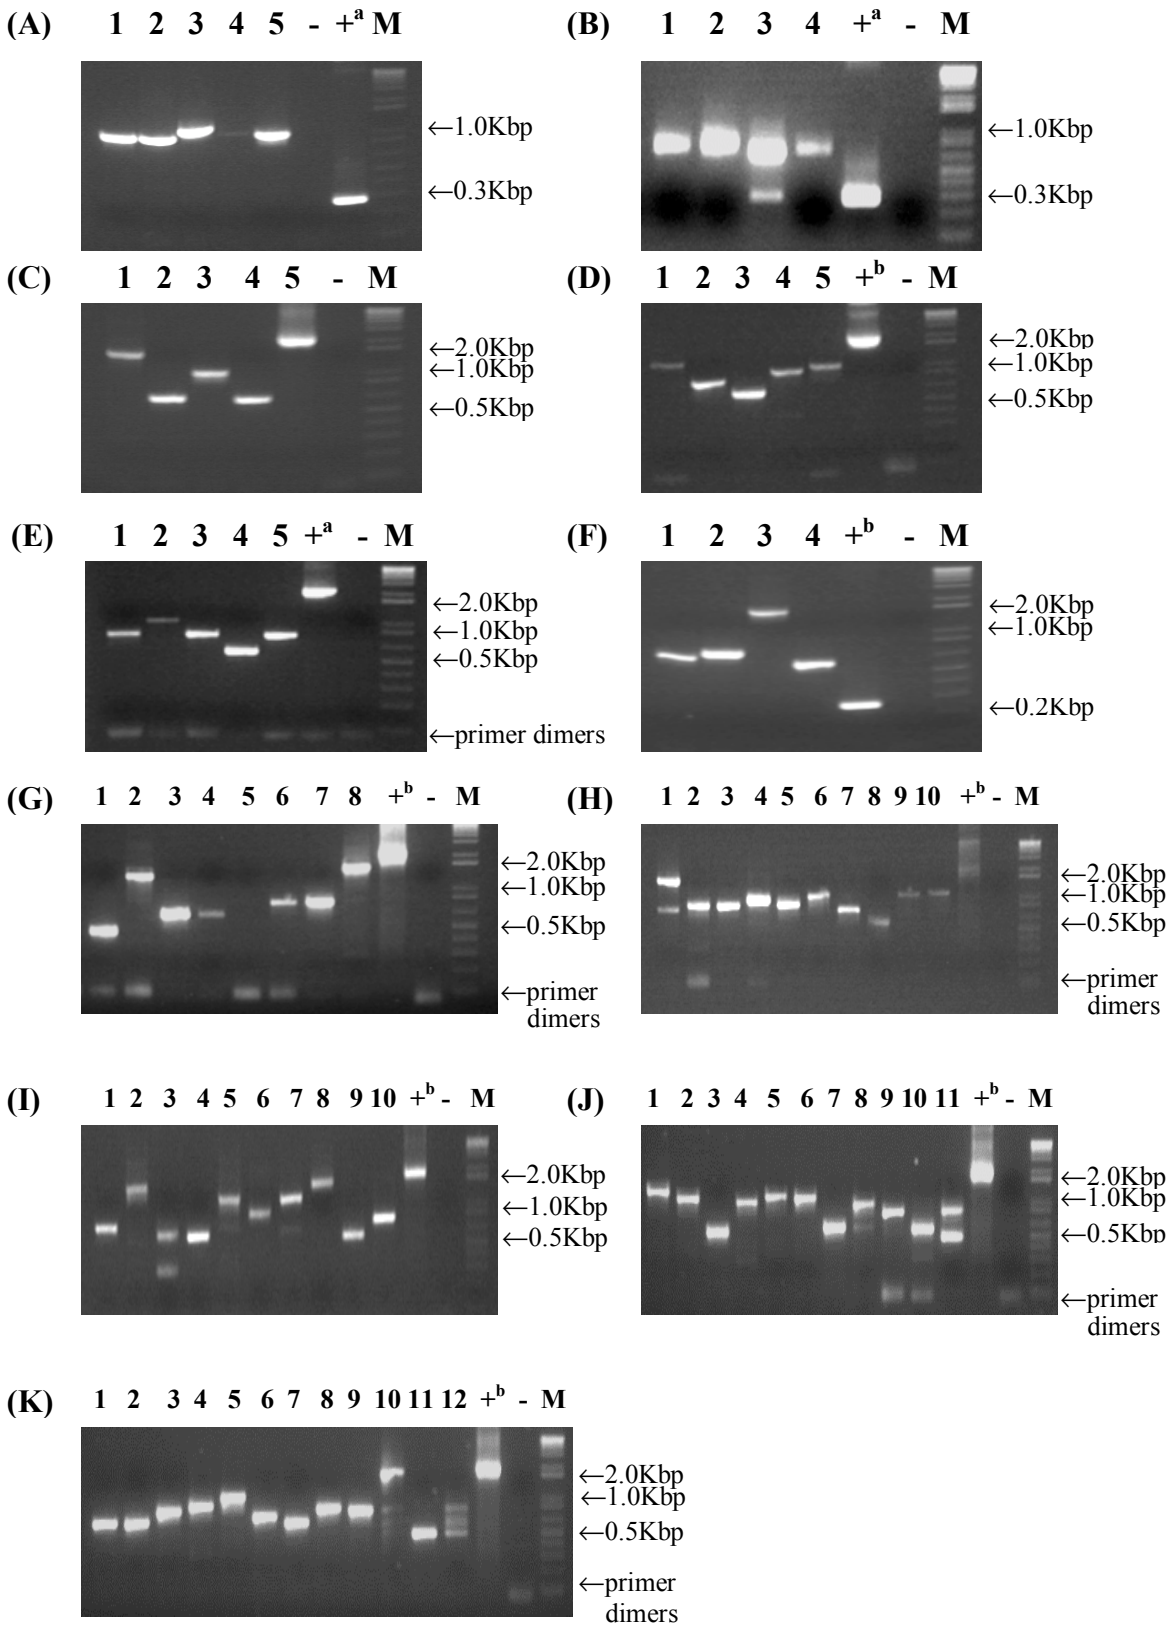 (A) 1 2 3 4 5 - +ᵃ M
←1.0Kbp
←0.3Kbp
(B) 1 2 3 4 +ᵃ - M
←1.0Kbp
←0.3Kbp
(C) 1 2 3 4 5 - M
←2.0Kbp
←1.0Kbp
←0.5Kbp
(D) 1 2 3 4 5 +ᵇ - M
←2.0Kbp
←1.0Kbp
←0.5Kbp
(E) 1 2 3 4 5 +ᵃ - M
←2.0Kbp
←1.0Kbp
←0.5Kbp
←primer dimers
(F) 1 2 3 4 +ᵇ - M
←2.0Kbp
←1.0Kbp
←0.2Kbp
(G) 1 2 3 4 5 6 7 8 +ᵇ - M
←2.0Kbp
←1.0Kbp
←0.5Kbp
←primer
dimers
(H) 1 2 3 4 5 6 7 8 9 10 +ᵇ - M
←2.0Kbp
←1.0Kbp
←0.5Kbp
←primer
dimers
(I) 1 2 3 4 5 6 7 8 9 10 +ᵇ - M
←2.0Kbp
←1.0Kbp
←0.5Kbp
(J) 1 2 3 4 5 6 7 8 9 10 11 +ᵇ - M
←2.0Kbp
←1.0Kbp
←0.5Kbp
←primer
dimers
(K) 1 2 3 4 5 6 7 8 9 10 11 12 +ᵇ - M
←2.0Kbp
←1.0Kbp
←0.5Kbp
←primer
dimers